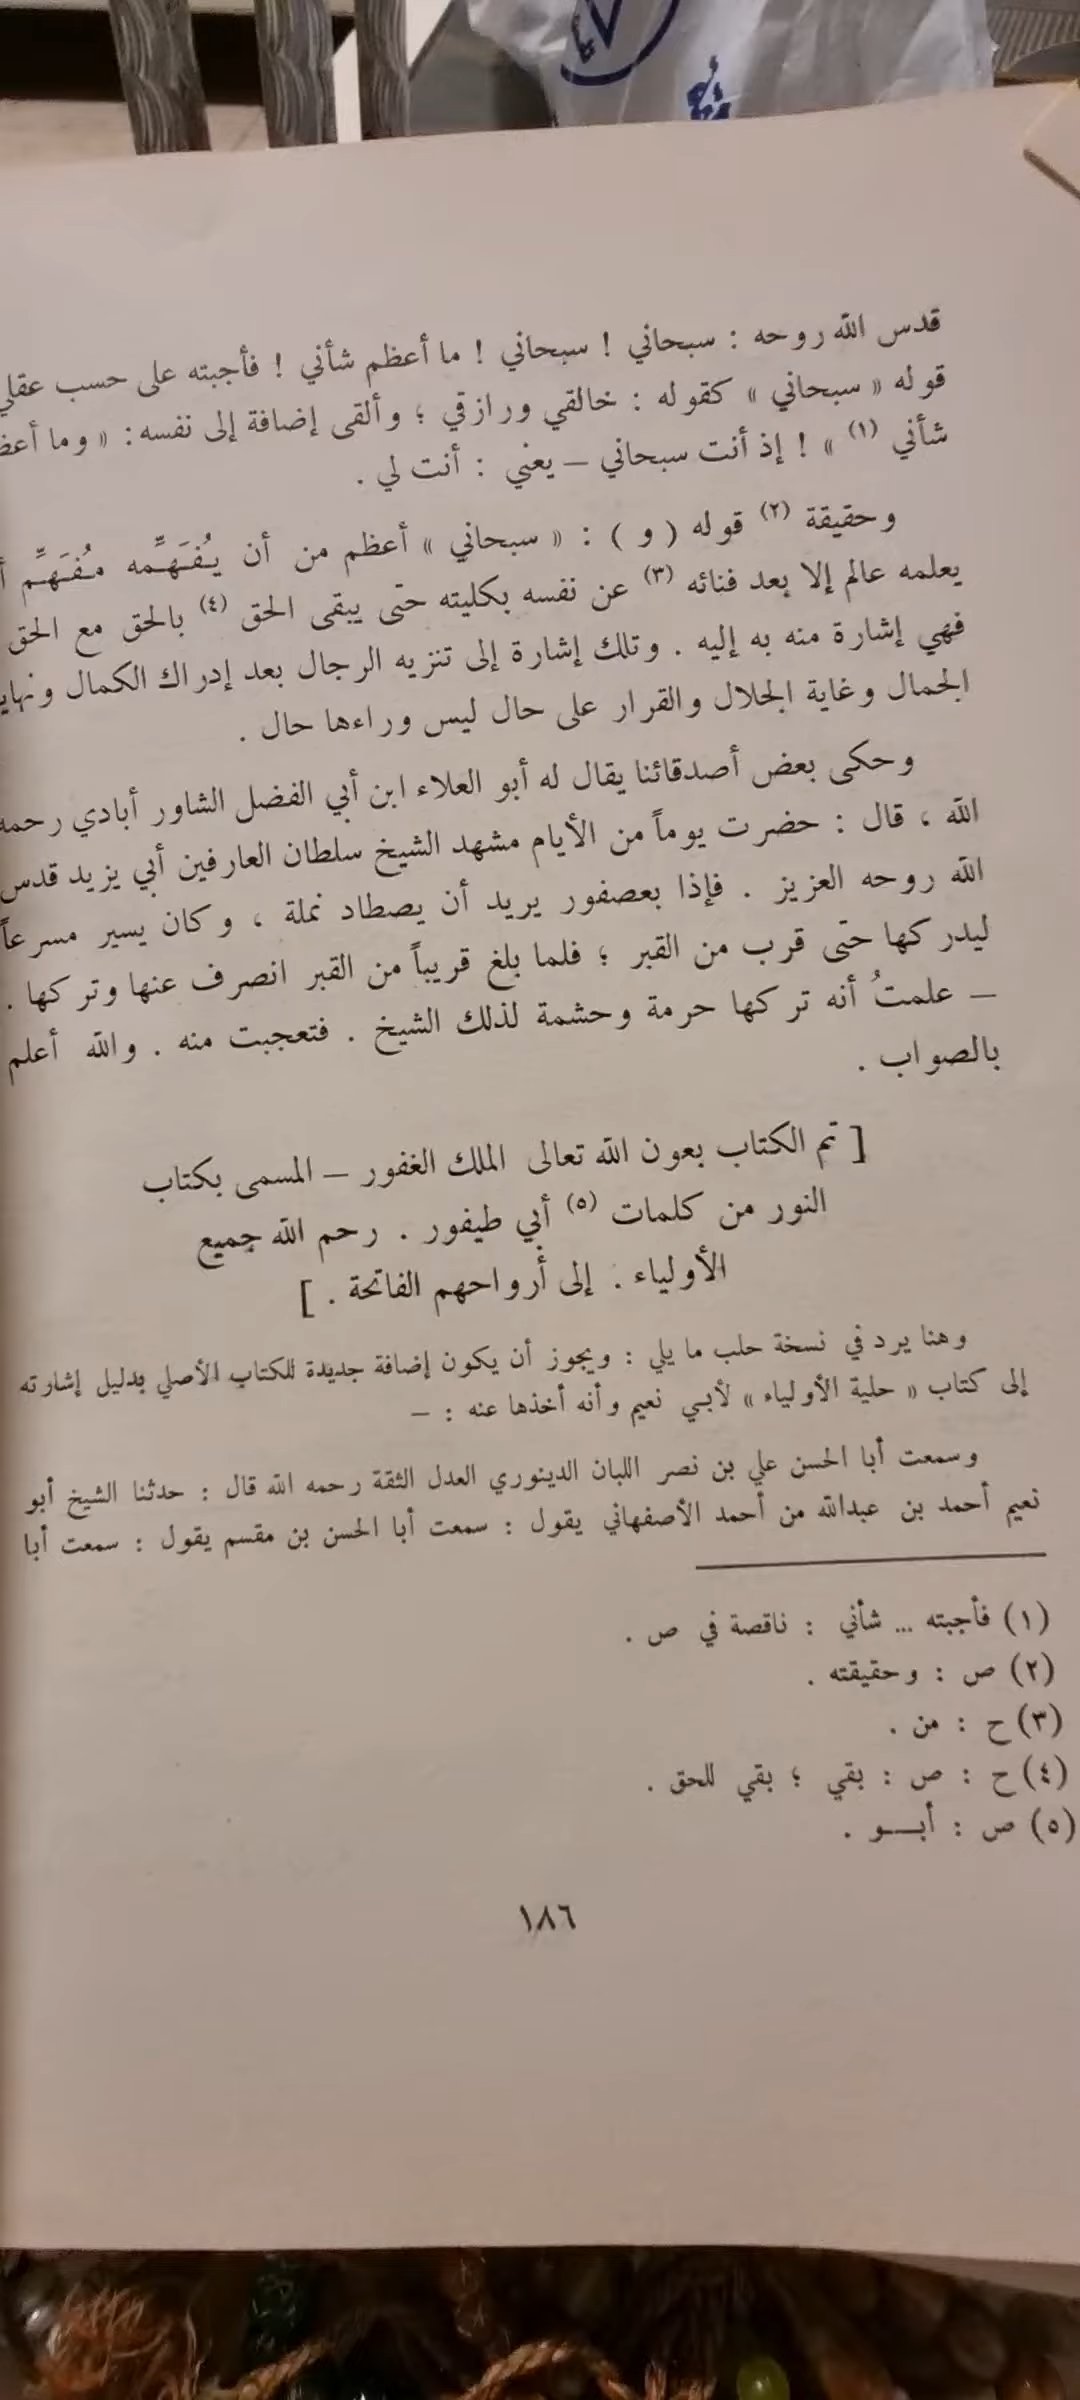 قدس الله روحه : سبحاني ! سبحاني ! ما أعظم شأني ! فأجبته على حسب عقلي
قوله « سبحاني » كقوله : خالقي ورازقي ؛ وألقى إضافة إلى نفسه : « وما أعظ
شأني (١) » ! إذ أنت سبحاني – يعني : أنت لي .
وحقيقة (٢) قوله ( و ) : « سبحاني » أعظم من أن يُفَهِّمه مُفَهِّم أ
يعلمه عالم إلا بعد فنائه (٣) عن نفسه بكليته حتى يبقى الحق (٤) بالحق مع الحق
فهي إشارة منه به إليه . وتلك إشارة إلى تنزيه الرجال بعد إدراك الكمال ونهاي
الجمال وغاية الجلال والقرار على حال ليس وراءها حال .
وحكى بعض أصدقائنا يقال له أبو العلاء ابن أبي الفضل الشاور أبادي رحمه
الله ، قال : حضرت يوماً من الأيام مشهد الشيخ سلطان العارفين أبي يزيد قدس
الله روحه العزيز . فإذا بعصفور يريد أن يصطاد نملة ، وكان يسير مسرعاً
ليدركها حتى قرب من القبر ؛ فلما بلغ قريباً من القبر انصرف عنها وتركها .
– علمتُ أنه تركها حرمة وحشمة لذلك الشيخ . فتعجبت منه . والله أعلم
بالصواب .
[ تم الكتاب بعون الله تعالى الملك الغفور – المسمى بكتاب
النور من كلمات (٥) أبي طيفور . رحم الله جميع
الأولياء . إلى أرواحهم الفاتحة . ]
وهنا يرد في نسخة حلب ما يلي : ويجوز أن يكون إضافة جديدة للكتاب الأصلي بدليل إشارته
إلى كتاب « حلية الأولياء » لأبي نعيم وأنه أخذها عنه : –
وسمعت أبا الحسن علي بن نصر اللبان الدينوري العدل الثقة رحمه الله قال : حدثنا الشيخ أبو
نعيم أحمد بن عبدالله من أحمد الأصفهاني يقول : سمعت أبا الحسن بن مقسم يقول : سمعت أبا
(١) فأجبته ... شأني : ناقصة في ص .
(٢) ص : وحقيقته .
(٣) ح : من .
(٤) ح : ص : بقي ؛ بقي للحق .
(٥) ص : أبـــو .
١٨٦